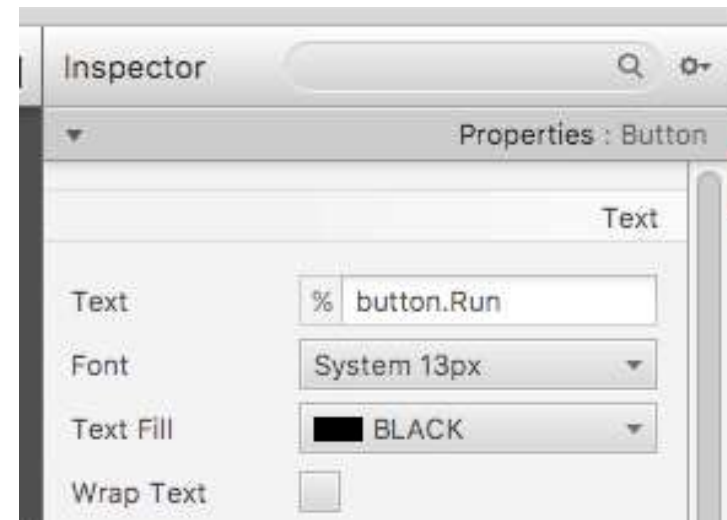 Inspector
Properties : Button
Text
Text % button.Run
Font System 13px
Text Fill BLACK
Wrap Text